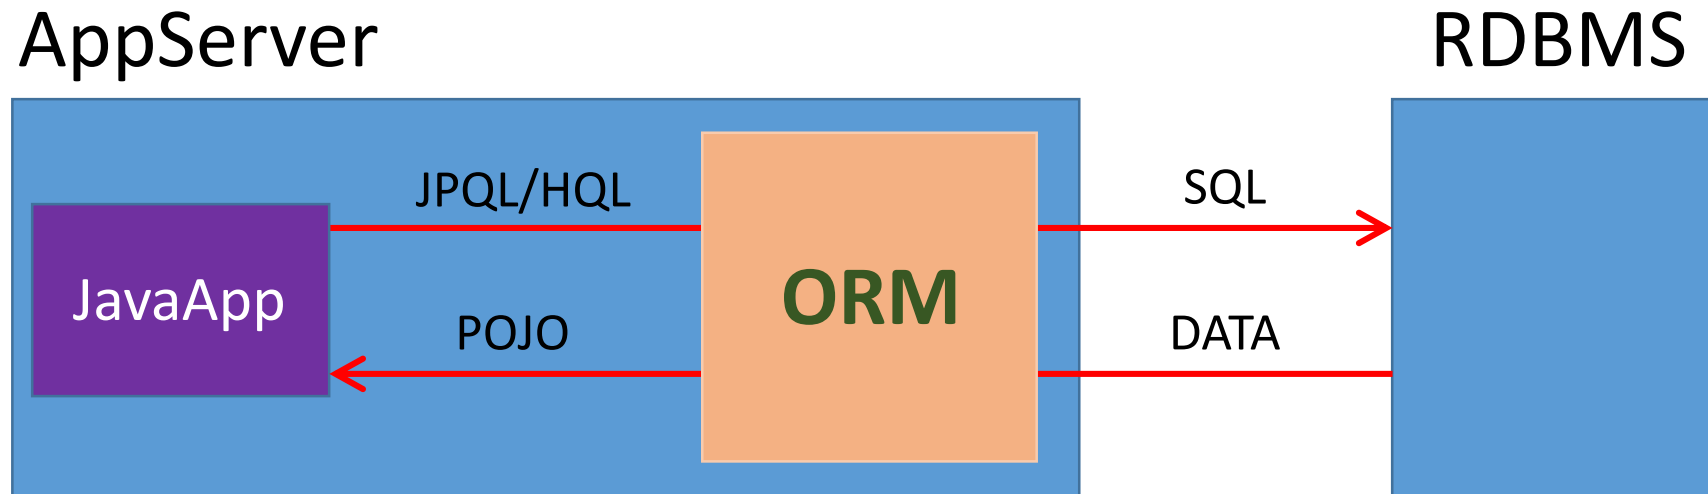 AppServer
RDBMS
JPQL/HQL
SQL
JavaApp
ORM
POJO
DATA